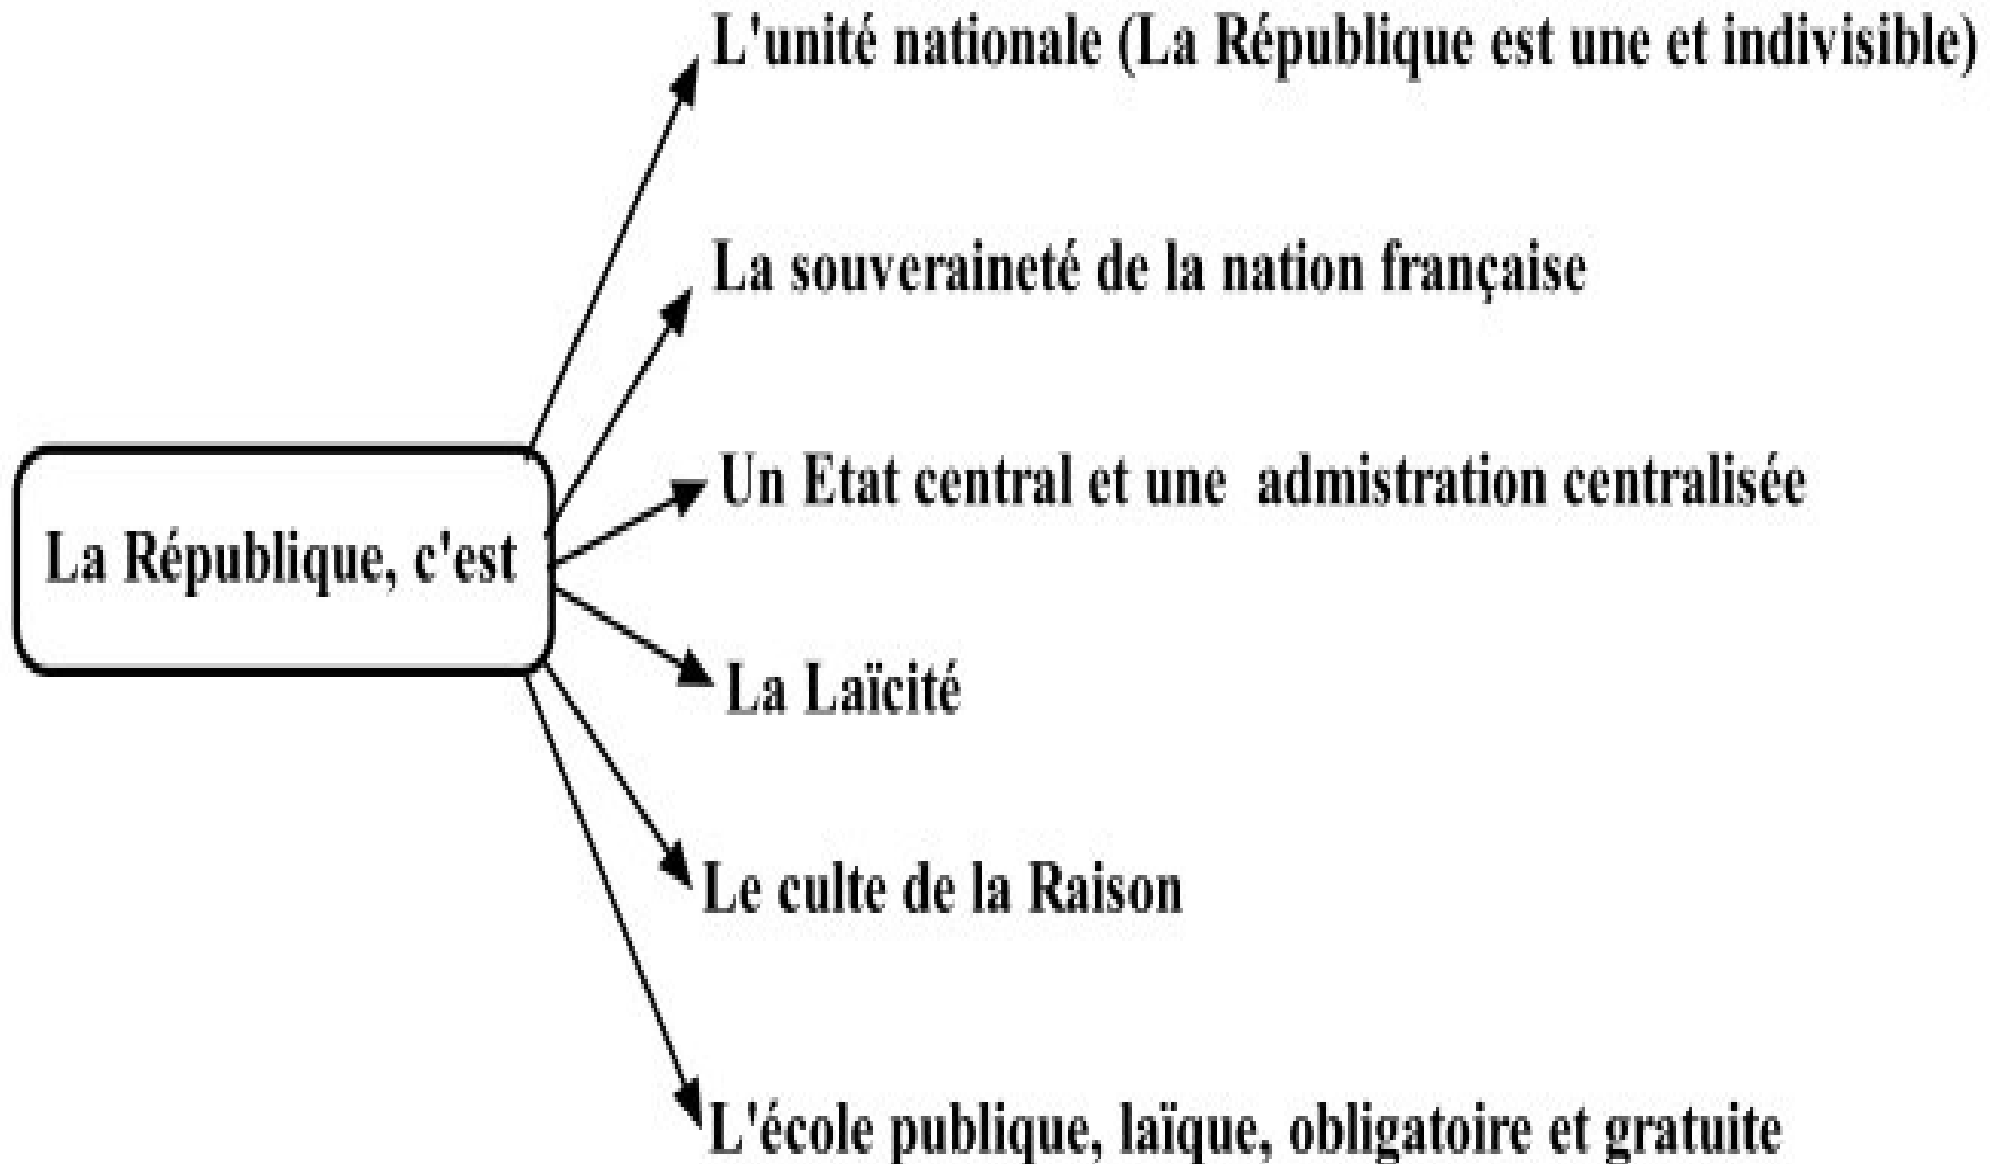 L'unité nationale (La République est une et indivisible)
La souveraineté de la nation française
Un Etat central et une admistration centralisée
La République, c'est
La Laïcité
Le culte de la Raison
L'école publique, laïque, obligatoire et gratuite